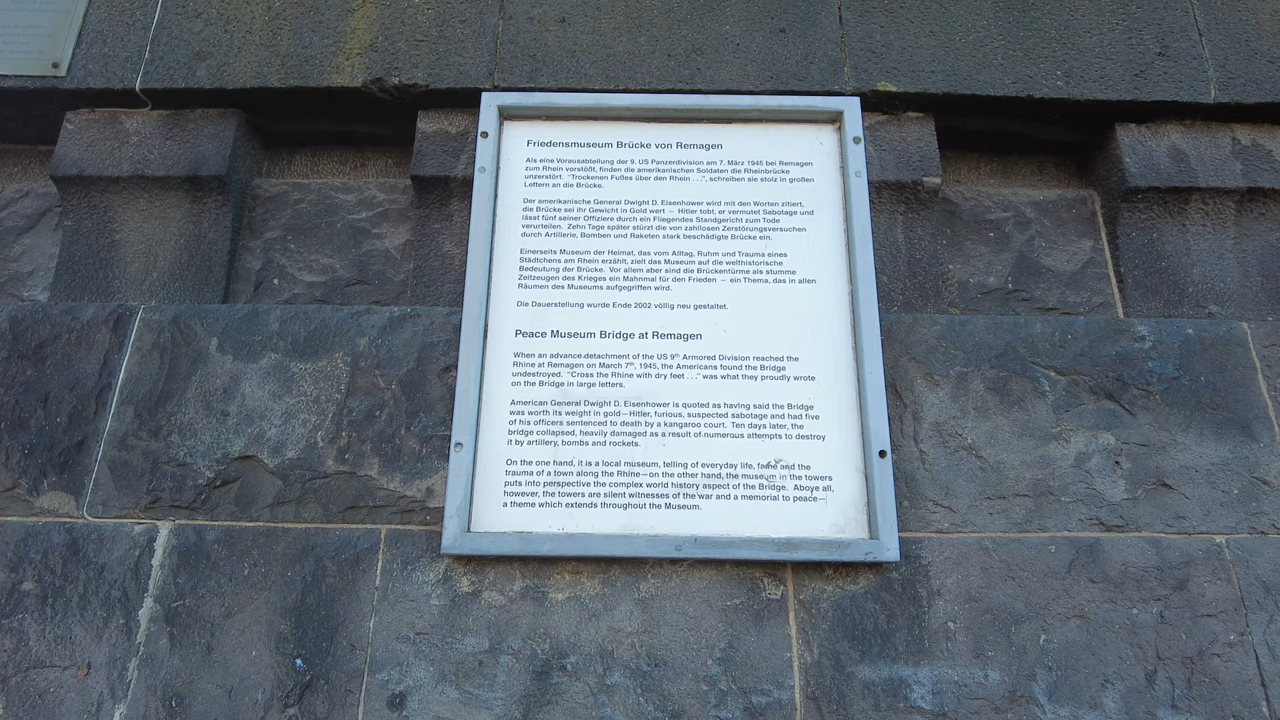 Friedensmuseum Brücke von Remagen
Als eine Vorausabteilung der 9. US Panzerdivision am 7. März 1945 bei Remagen
zum Rhein vorstößt, finden die amerikanischen Soldaten die Rheinbrücke
unzerstört. "Trockenen Fußes über den Rhein . . .", schreiben sie stolz in großen
Lettern an die Brücke.
Der amerikanische General Dwight D. Eisenhower wird mit den Worten zitiert,
die Brücke sei ihr Gewicht in Gold wert – Hitler tobt, er vermutet Sabotage und
lässt fünf seiner Offiziere durch ein Fliegendes Standgericht zum Tode
verurteilen. Zehn Tage später stürzt die von zahllosen Zerstörungsversuchen
durch Artillerie, Bomben und Raketen stark beschädigte Brücke ein.
Einerseits Museum der Heimat, das vom Alltag, Ruhm und Trauma eines
Städtchens am Rhein erzählt, zielt das Museum auf die welthistorische
Bedeutung der Brücke. Vor allem aber sind die Brückentürme als stumme
Zeitzeugen des Krieges ein Mahnmal für den Frieden – ein Thema, das in allen
Räumen des Museums aufgegriffen wird.
Die Dauerstellung wurde Ende 2002 völlig neu gestaltet.
Peace Museum Bridge at Remagen
When an advance detachment of the US 9th Armored Division reached the
Rhine at Remagen on March 7th, 1945, the Americans found the Bridge
undestroyed. "Cross the Rhine with dry feet . . ." was what they proudly wrote
on the Bridge in large letters.
American General Dwight D. Eisenhower is quoted as having said the Bridge
was worth its weight in gold—Hitler, furious, suspected sabotage and had five
of his officers sentenced to death by a kangaroo court. Ten days later, the
bridge collapsed, heavily damaged as a result of numerous attempts to destroy
it by artillery, bombs and rockets.
On the one hand, it is a local museum, telling of everyday life, fame and the
trauma of a town along the Rhine—on the other hand, the museum in the towers
puts into perspective the complex world history aspect of the Bridge. Above all,
however, the towers are silent witnesses of the war and a memorial to peace—
a theme which extends throughout the Museum.